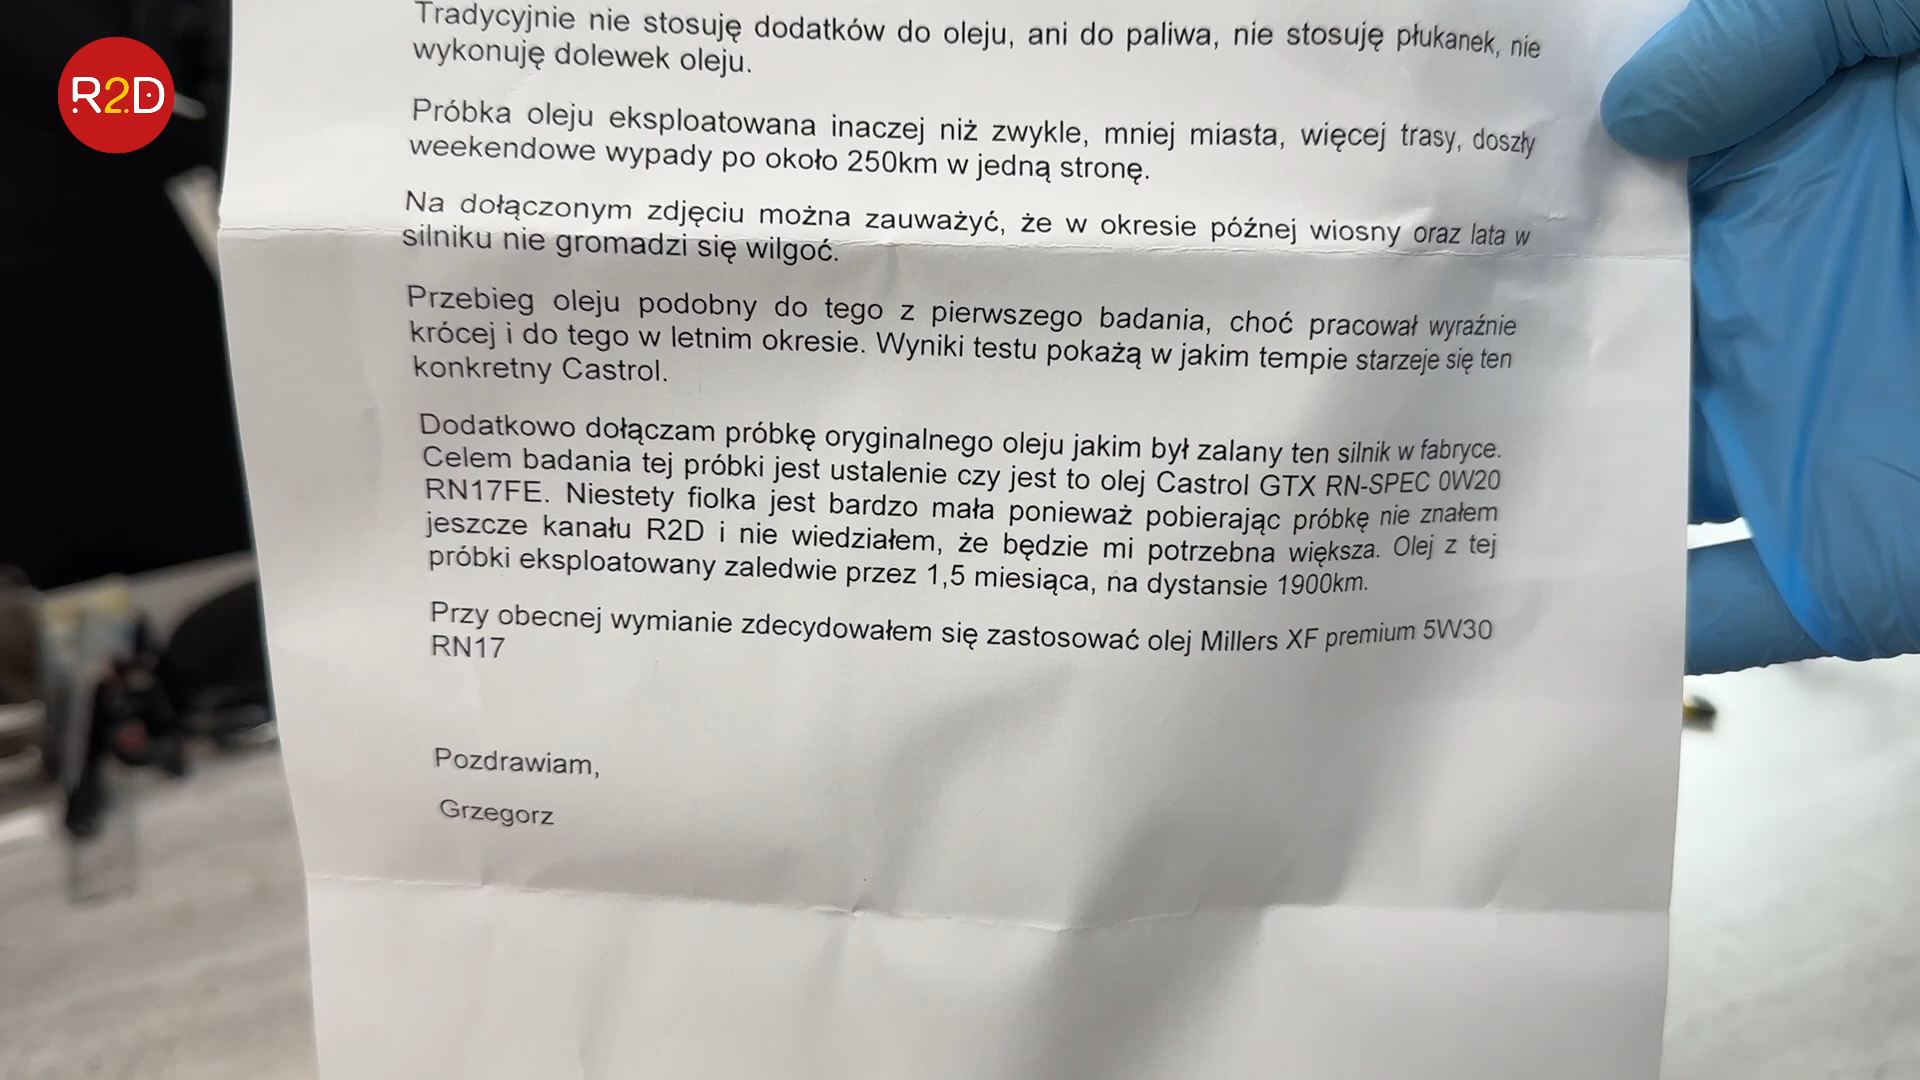 R2D
Tradycyjnie nie stosuję dodatków do oleju, ani do paliwa, nie stosuję płukanek, nie
wykonuję dolewek oleju.
Próbka oleju eksploatowana inaczej niż zwykle, mniej miasta, więcej trasy, doszły
weekendowe wypady po około 250km w jedną stronę.
Na dołączonym zdjęciu można zauważyć, że w okresie późnej wiosny oraz lata w
silniku nie gromadzi się wilgoć.
Przebieg oleju podobny do tego z pierwszego badania, choć pracował wyraźnie
krócej i do tego w letnim okresie. Wyniki testu pokażą w jakim tempie starzeje się ten
konkretny Castrol.
Dodatkowo dołączam próbkę oryginalnego oleju jakim był zalany ten silnik w fabryce.
Celem badania tej próbki jest ustalenie czy jest to olej Castrol GTX RN-SPEC 0W20
RN17FE. Niestety fiolka jest bardzo mała ponieważ pobierając próbkę nie znałem
jeszcze kanału R2D i nie wiedziałem, że będzie mi potrzebna większa. Olej z tej
próbki eksploatowany zaledwie przez 1,5 miesiąca, na dystansie 1900km.
Przy obecnej wymianie zdecydowałem się zastosować olej Millers XF premium 5W30
RN17
Pozdrawiam,
Grzegorz